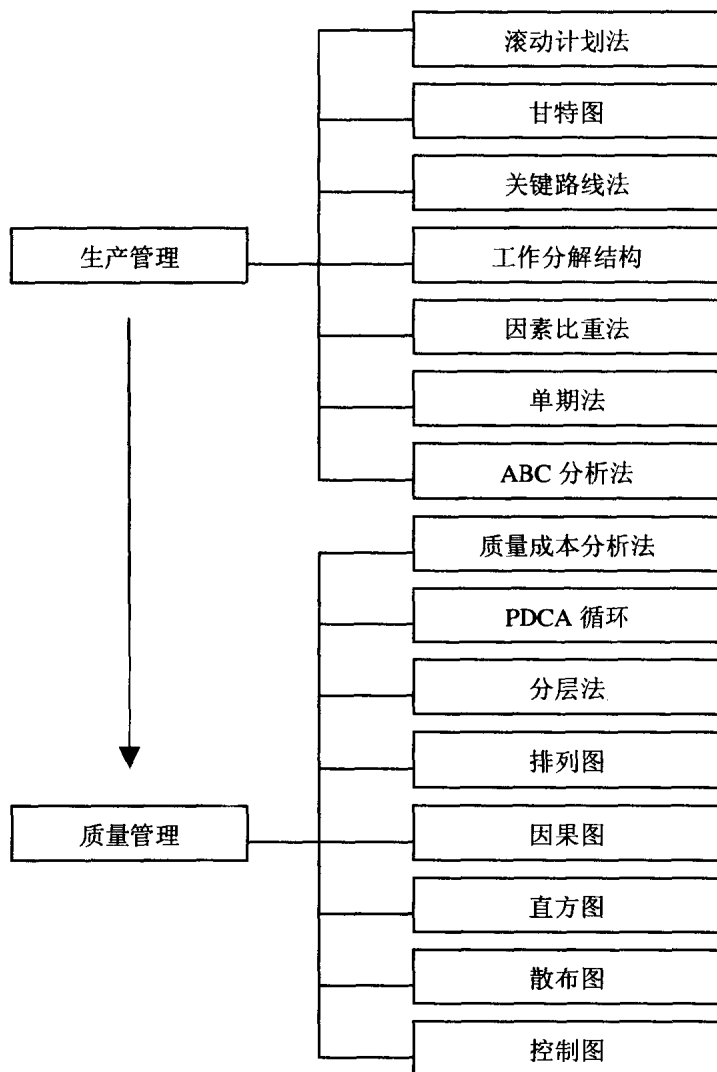 滚动计划法
甘特图
关键路线法
生产管理
工作分解结构
因素比重法
单期法
ABC 分析法
质量成本分析法
PDCA 循环
分层法
排列图
质量管理
因果图
直方图
散布图
控制图